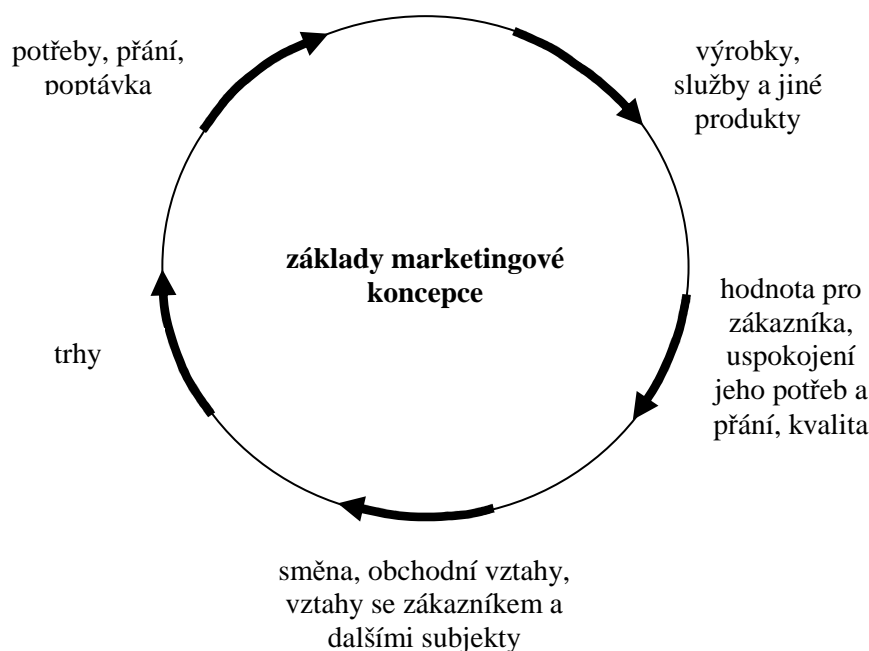 potřeby, přání,
poptávka
výrobky,
služby a jiné
produkty
základy marketingové
koncepce
hodnota pro
zákazníka,
uspokojení
jeho potřeb a
přání, kvalita
trhy
směna, obchodní vztahy,
vztahy se zákazníkem a
dalšími subjekty